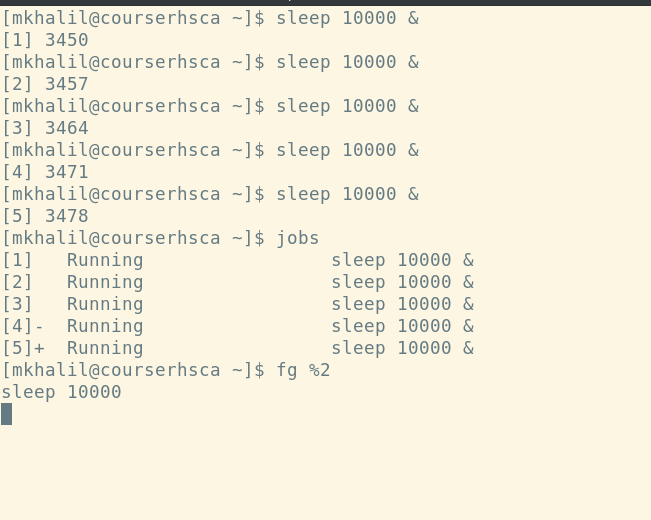 [mkhalil@courserhsca ~]$ sleep 10000 &
[1] 3450
[mkhalil@courserhsca ~]$ sleep 10000 &
[2] 3457
[mkhalil@courserhsca ~]$ sleep 10000 &
[3] 3464
[mkhalil@courserhsca ~]$ sleep 10000 &
[4] 3471
[mkhalil@courserhsca ~]$ sleep 10000 &
[5] 3478
[mkhalil@courserhsca ~]$ jobs
[1]   Running                 sleep 10000 &
[2]   Running                 sleep 10000 &
[3]   Running                 sleep 10000 &
[4]-  Running                 sleep 10000 &
[5]+  Running                 sleep 10000 &
[mkhalil@courserhsca ~]$ fg %2
sleep 10000